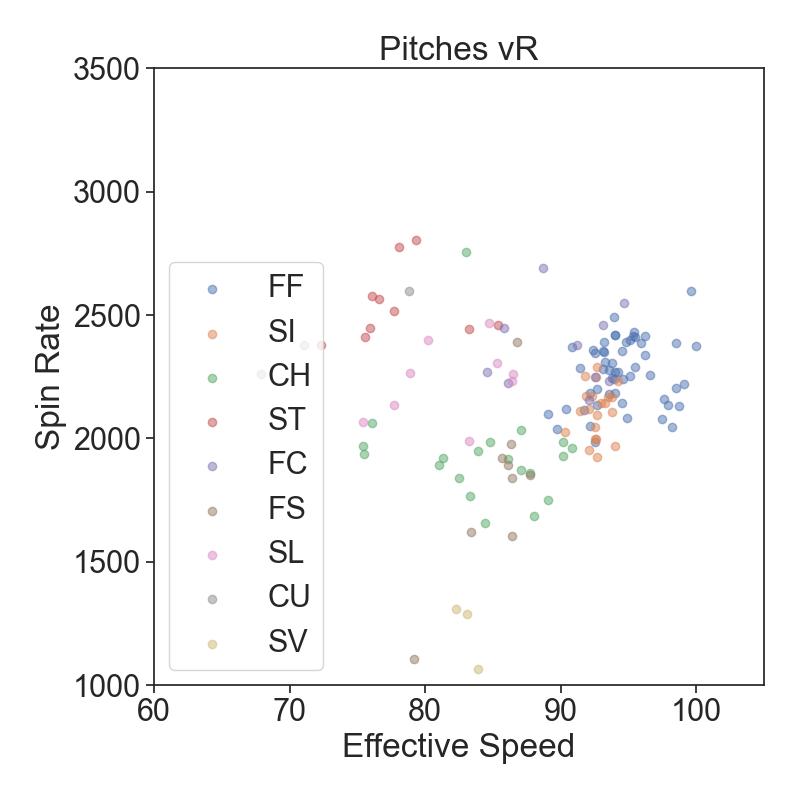 Pitches vR
3500
3000
2500
2000
1500
1000
Spin Rate
FF
SI
CH
ST
FC
FS
SL
CU
SV
60 70 80 90 100
Effective Speed